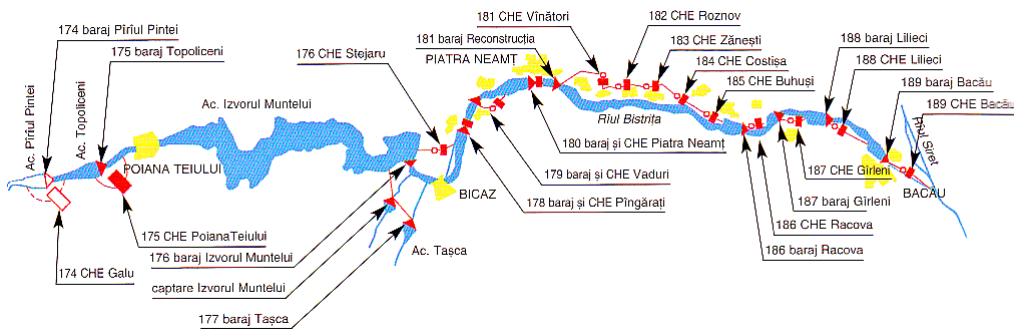 174 baraj Pîrîul Pintei
175 baraj Topoliceni
176 CHE Stejaru
181 CHE Vînători
181 baraj Reconstrucția
PIATRA NEAMȚ
182 CHE Roznov
183 CHE Zănești
184 CHE Costișa
185 CHE Buhuși
188 baraj Lilieci
188 CHE Lilieci
189 baraj Bacău
189 CHE Bacău
Ac. Pîrîul Pintei
Ac. Topoliceni
Ac. Izvorul Muntelui
POIANA TEIULUI
Rîul Bistrița
Rîul Siret
BICAZ
BACĂU
180 baraj și CHE Piatra Neamț
179 baraj și CHE Vaduri
178 baraj și CHE Pîngărați
187 CHE Gîrleni
187 baraj Gîrleni
186 CHE Racova
186 baraj Racova
175 CHE PoianaTeiului
174 CHE Galu
176 baraj Izvorul Muntelui
captare Izvorul Muntelui
177 baraj Tașca
Ac. Tașca